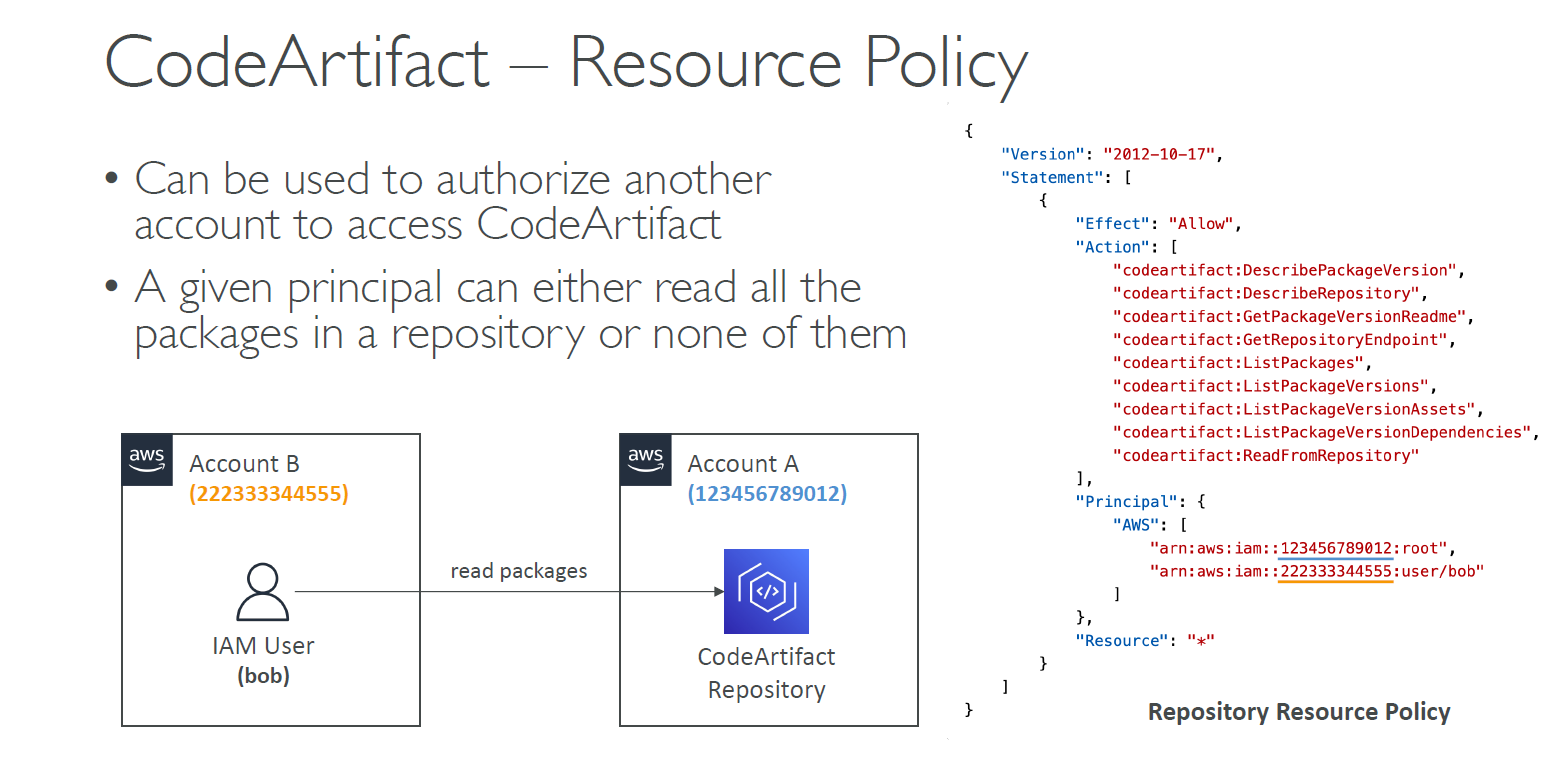 CodeArtifact – Resource Policy
• Can be used to authorize another
account to access CodeArtifact
• A given principal can either read all the
packages in a repository or none of them
aws
Account B
(222333344555)
IAM User
(bob)
read packages
aws
Account A
(123456789012)
CodeArtifact
Repository
{
"Version": "2012-10-17",
"Statement": [
{
"Effect": "Allow",
"Action": [
"codeartifact:DescribePackageVersion",
"codeartifact:DescribeRepository",
"codeartifact:GetPackageVersionReadme",
"codeartifact:GetRepositoryEndpoint",
"codeartifact:ListPackages",
"codeartifact:ListPackageVersions",
"codeartifact:ListPackageVersionAssets",
"codeartifact:ListPackageVersionDependencies",
"codeartifact:ReadFromRepository"
],
"Principal": {
"AWS": [
"arn:aws:iam::123456789012:root",
"arn:aws:iam::222333344555:user/bob"
]
},
"Resource": "*"
}
]
}
Repository Resource Policy